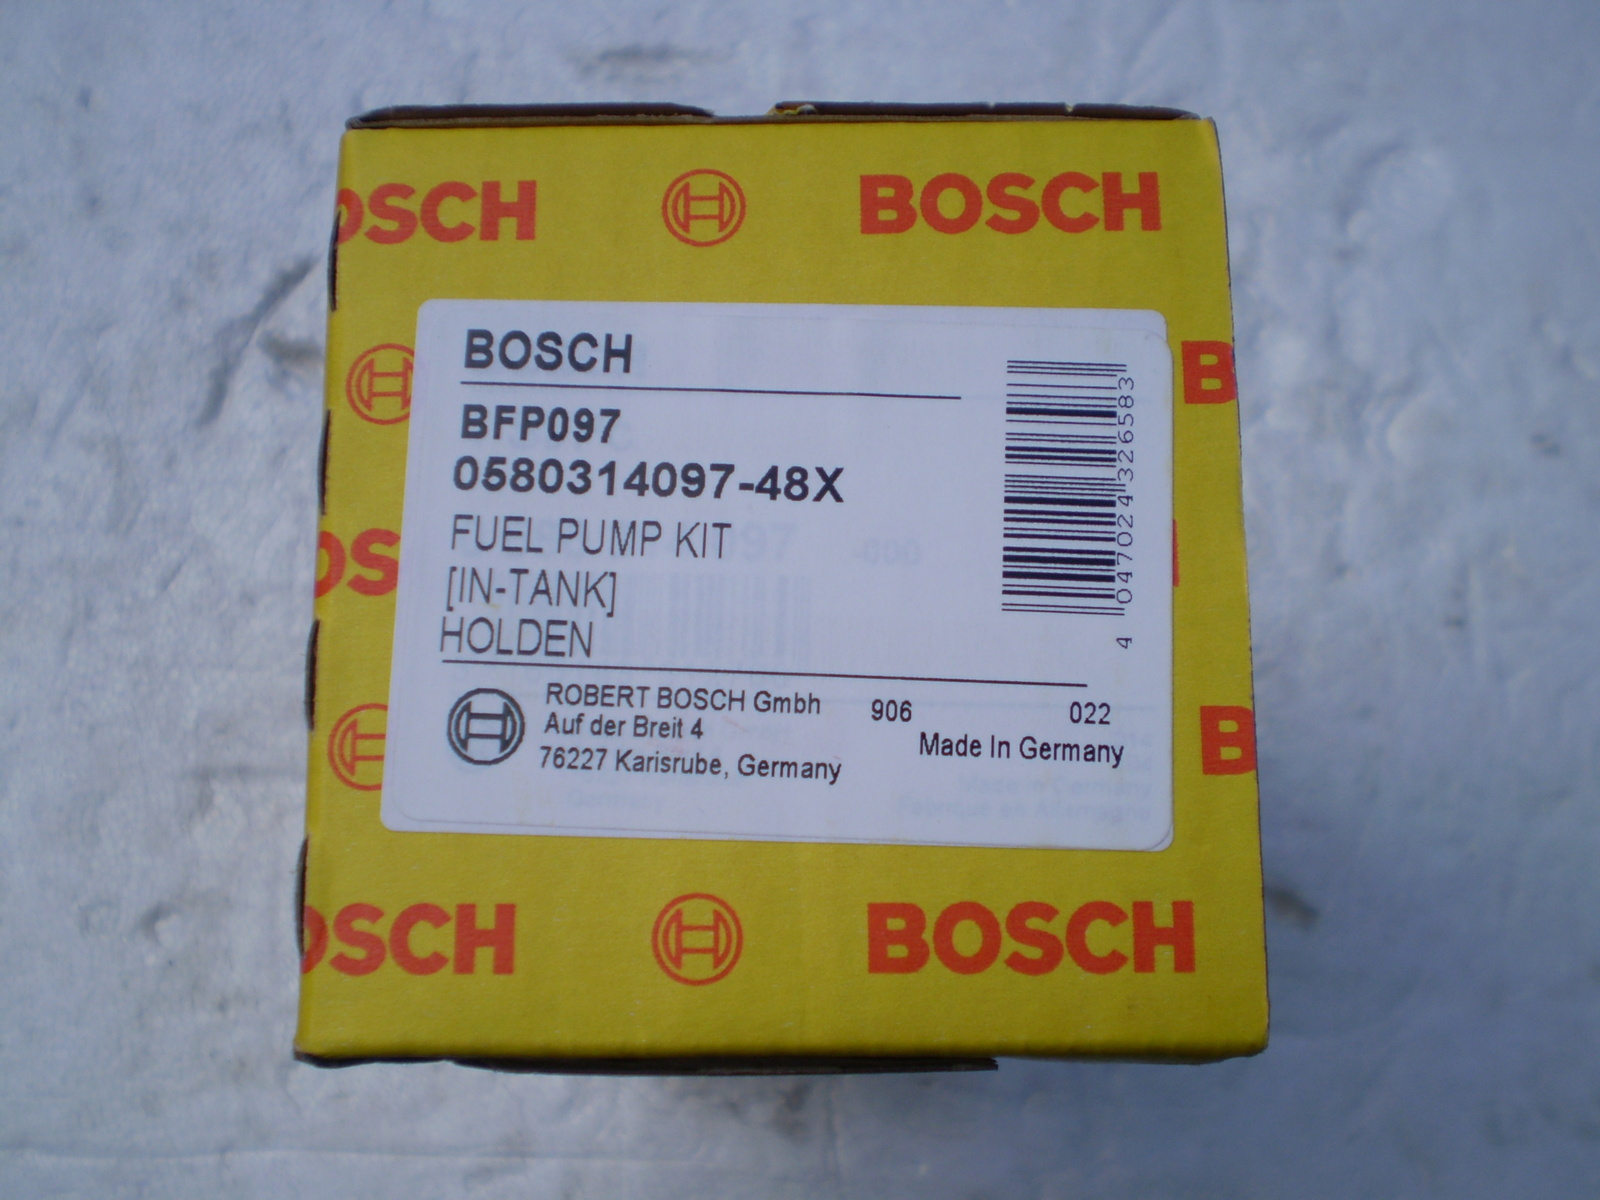 BOSCH BOSCH
BOSCH
BFP097
0580314097-48X
FUEL PUMP KIT
[IN-TANK]
HOLDEN
4 047024 326583
ROBERT BOSCH Gmbh 906 022
Auf der Breit 4 Made In Germany
76227 Karisrube, Germany
OSCH BOSCH